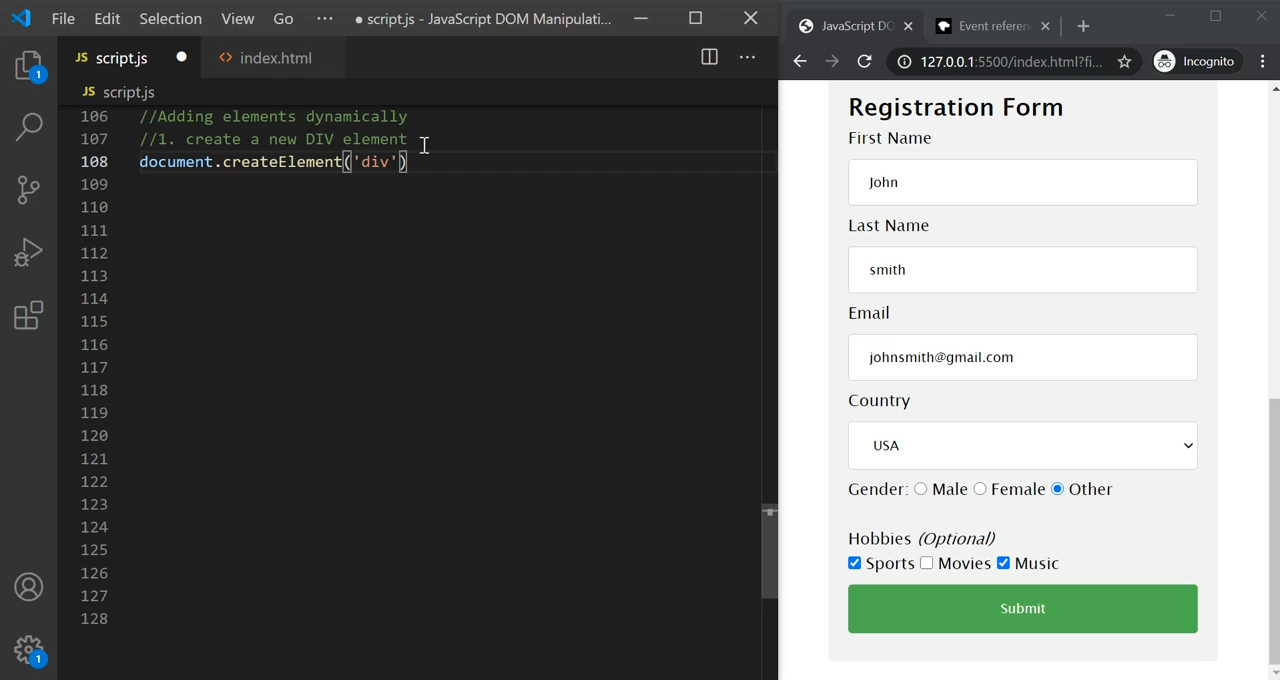 File Edit Selection View Go ··· ● script.js - JavaScript DOM Manipulati...
JS script.js ● <> index.html
JS script.js
106 //Adding elements dynamically
107 //1. create a new DIV element
108 document.createElement('div')
109
110
111
112
113
114
115
116
117
118
119
120
121
122
123
124
125
126
127
128
1
1
JavaScript DO Event referen
127.0.0.1:5500/index.html?fi... Incognito
Registration Form
First Name
John
Last Name
smith
Email
johnsmith@gmail.com
Country
USA
Gender: Male Female Other
Hobbies (Optional)
Sports Movies Music
Submit